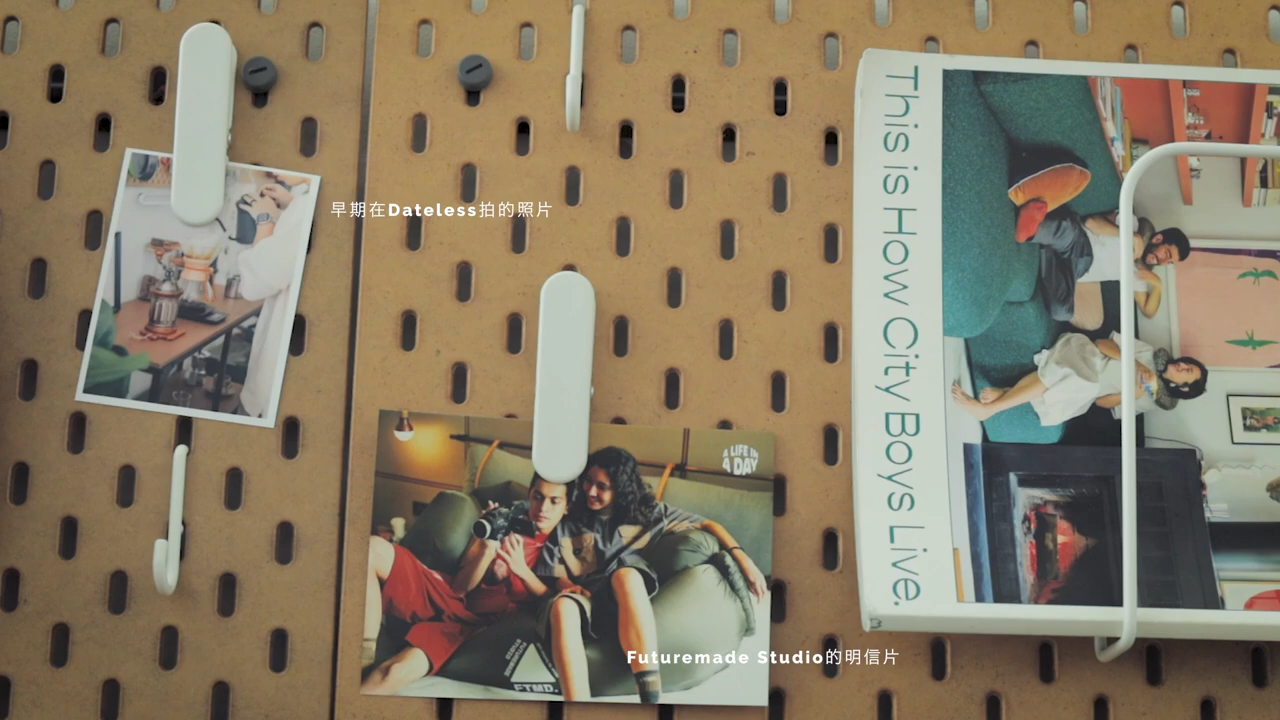 早期在Dateless拍的照片
This is How City Boys Live.
A LIFE IN
A DAY
FTMD.
Futuremade Studio的明信片